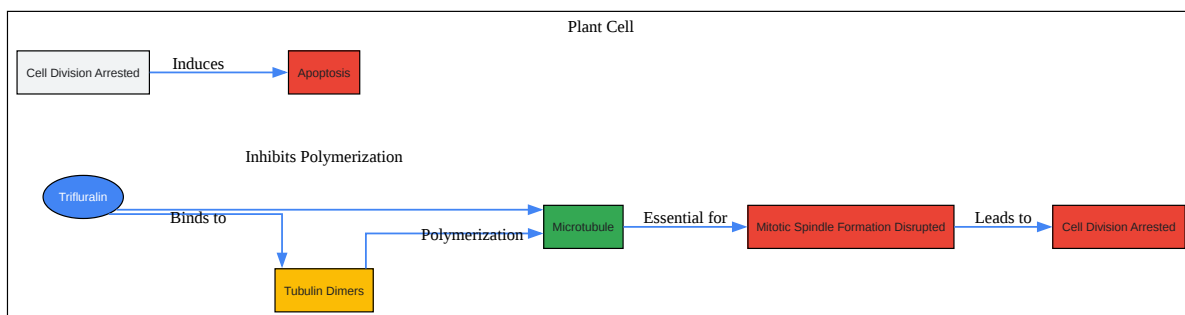 Plant Cell
Cell Division Arrested
Induces
Apoptosis
Inhibits Polymerization
Trifluralin
Binds to
Polymerization
Microtubule
Essential for
Mitotic Spindle Formation Disrupted
Leads to
Cell Division Arrested
Tubulin Dimers